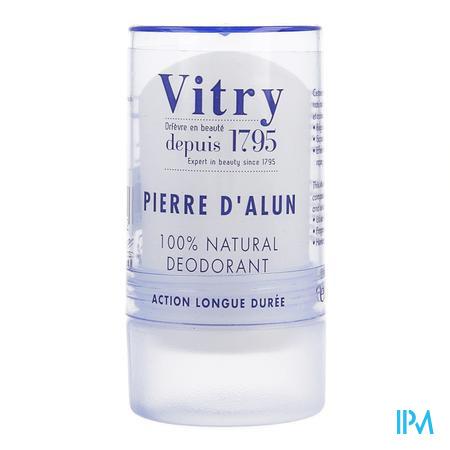 Vitry
Orfèvre en beauté
depuis 1795
Expert in beauty since 1795
PIERRE D'ALUN
100% NATURAL
DEODORANT
ACTION LONGUE DURÉE
IPM